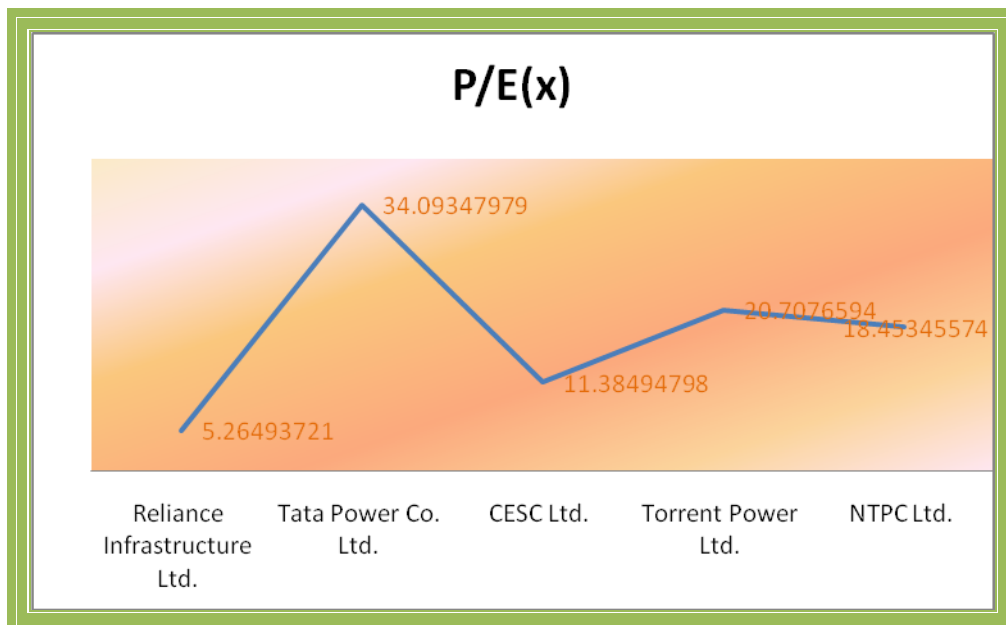 P/E(x)
34.09347979
20.7076594
18.45345574
11.38494798
5.26493721
Reliance Infrastructure Ltd.
Tata Power Co. Ltd.
CESC Ltd.
Torrent Power Ltd.
NTPC Ltd.